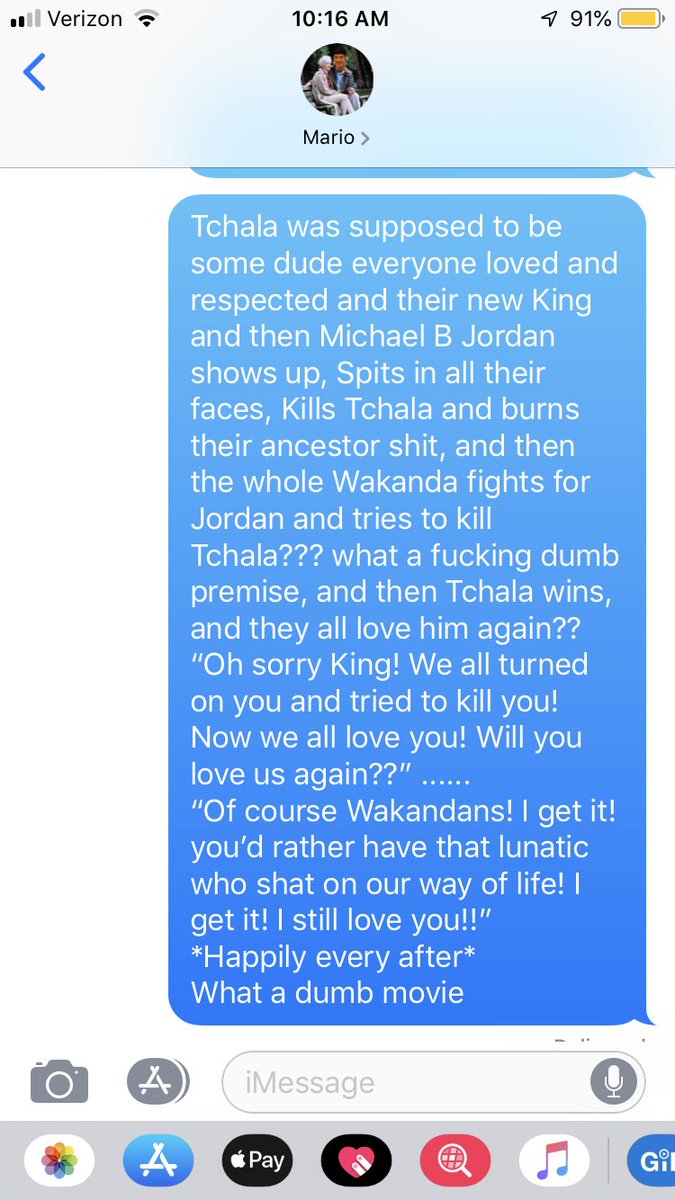 Verizon 10:16 AM 91%
Mario
Tchala was supposed to be
some dude everyone loved and
respected and their new King
and then Michael B Jordan
shows up, Spits in all their
faces, Kills Tchala and burns
their ancestor shit, and then
the whole Wakanda fights for
Jordan and tries to kill
Tchala??? what a fucking dumb
premise, and then Tchala wins,
and they all love him again??
“Oh sorry King! We all turned
on you and tried to kill you!
Now we all love you! Will you
love us again??” ......
“Of course Wakandans! I get it!
you’d rather have that lunatic
who shat on our way of life! I
get it! I still love you!!”
*Happily every after*
What a dumb movie
iMessage
Pay